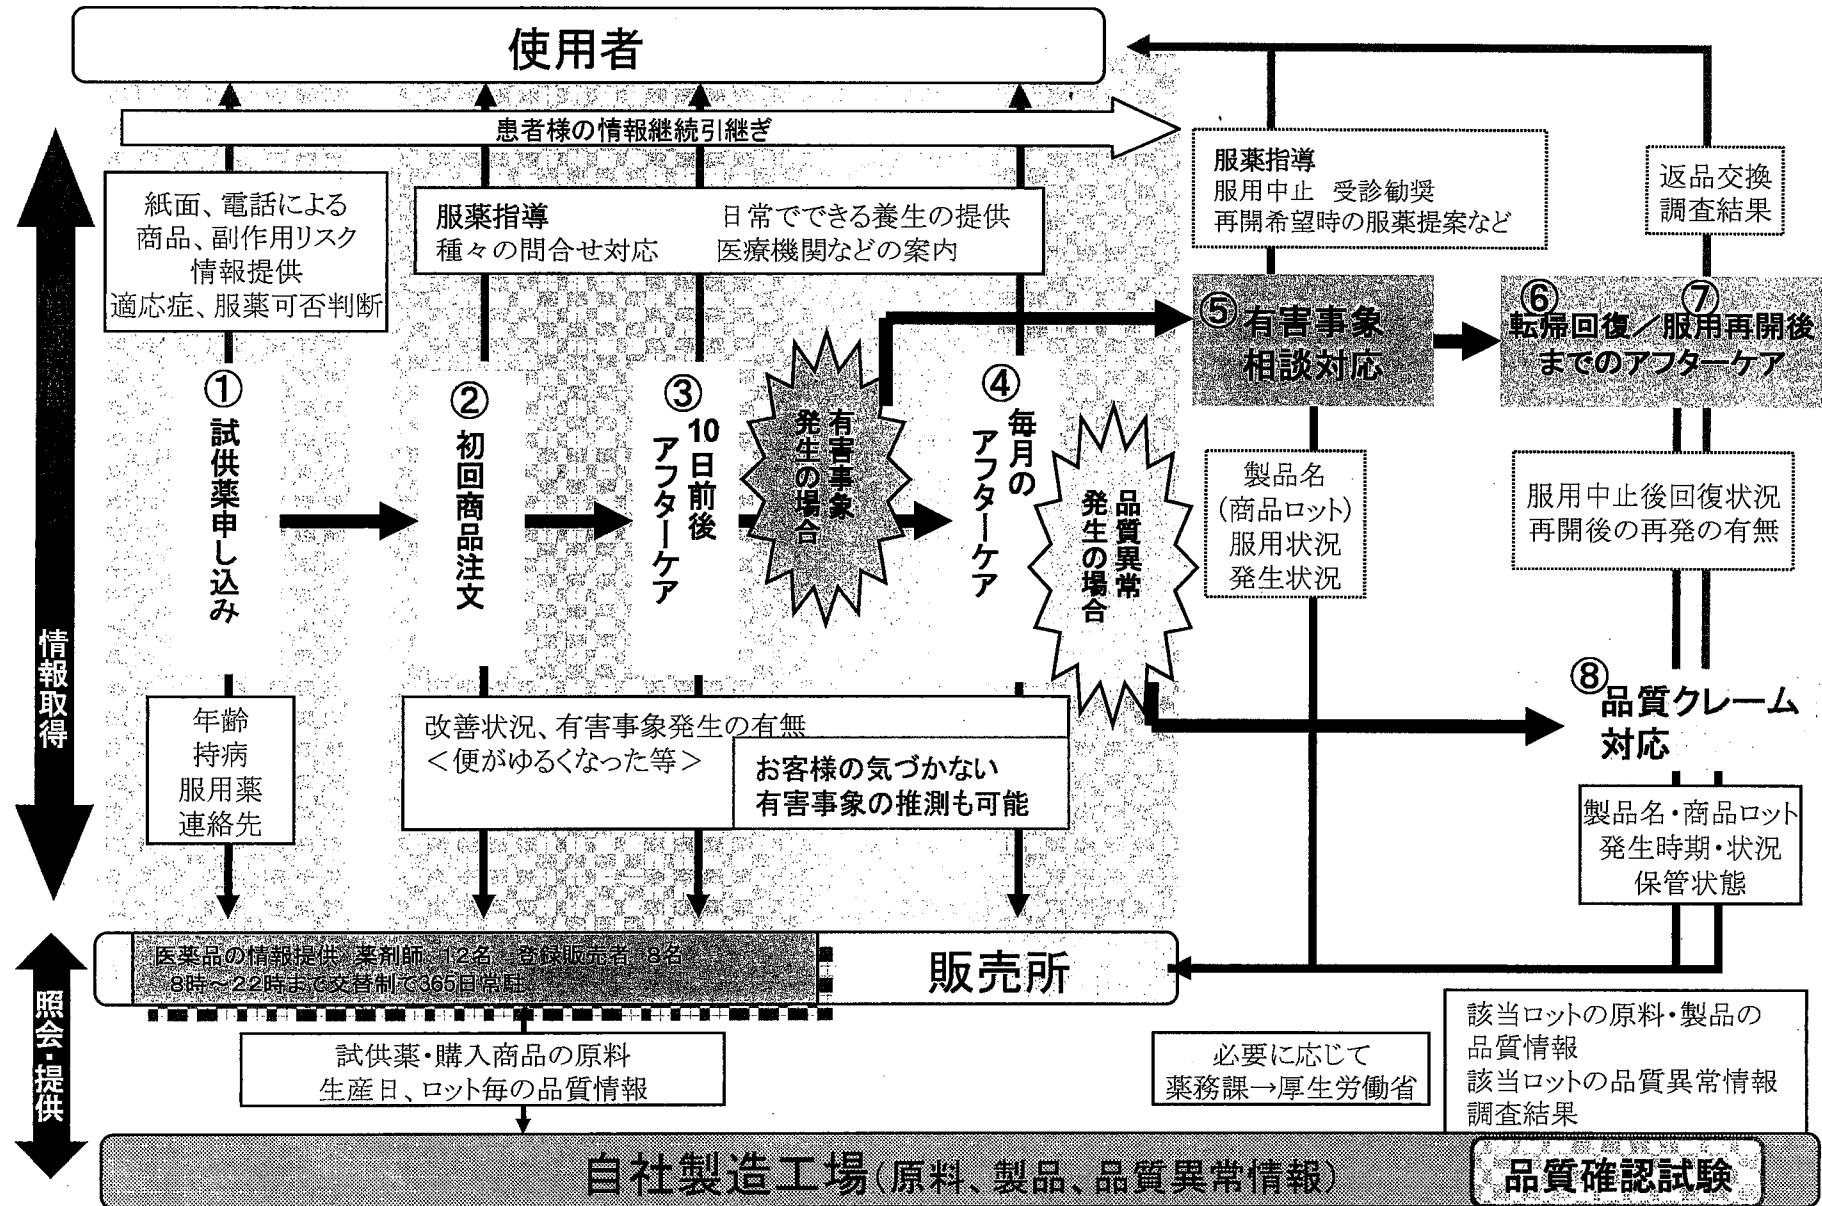 使用者
患者様の情報継続引継ぎ
紙面、電話による
商品、副作用リスク
情報提供
適応症、服薬可否判断
服薬指導 日常でできる養生の提供
種々の問合せ対応 医療機関などの案内
服薬指導
服用中止 受診勧奨
再開希望時の服薬提案など
返品交換
調査結果
①
試供薬申し込み
②
初回商品注文
③
10日前後
アフターケア
有害事象
発生の場合
④
毎月の
アフターケア
品質異常
発生の場合
⑤有害事象
相談対応
⑥ ⑦
転帰回復／服用再開後
までのアフターケア
製品名
(商品ロット)
服用状況
発生状況
服用中止後回復状況
再開後の再発の有無
⑧品質クレーム
対応
製品名・商品ロット
発生時期・状況
保管状態
情報取得
年齢
持病
服用薬
連絡先
改善状況、有害事象発生の有無
＜便がゆるくなった等＞
お客様の気づかない
有害事象の推測も可能
医薬品の情報提供 薬剤師 12名 登録販売者 8名
8時～22時まで交替制で365日常駐
販売所
照会・提供
試供薬・購入商品の原料
生産日、ロット毎の品質情報
必要に応じて
薬務課→厚生労働省
該当ロットの原料・製品の
品質情報
該当ロットの品質異常情報
調査結果
自社製造工場(原料、製品、品質異常情報)
品質確認試験